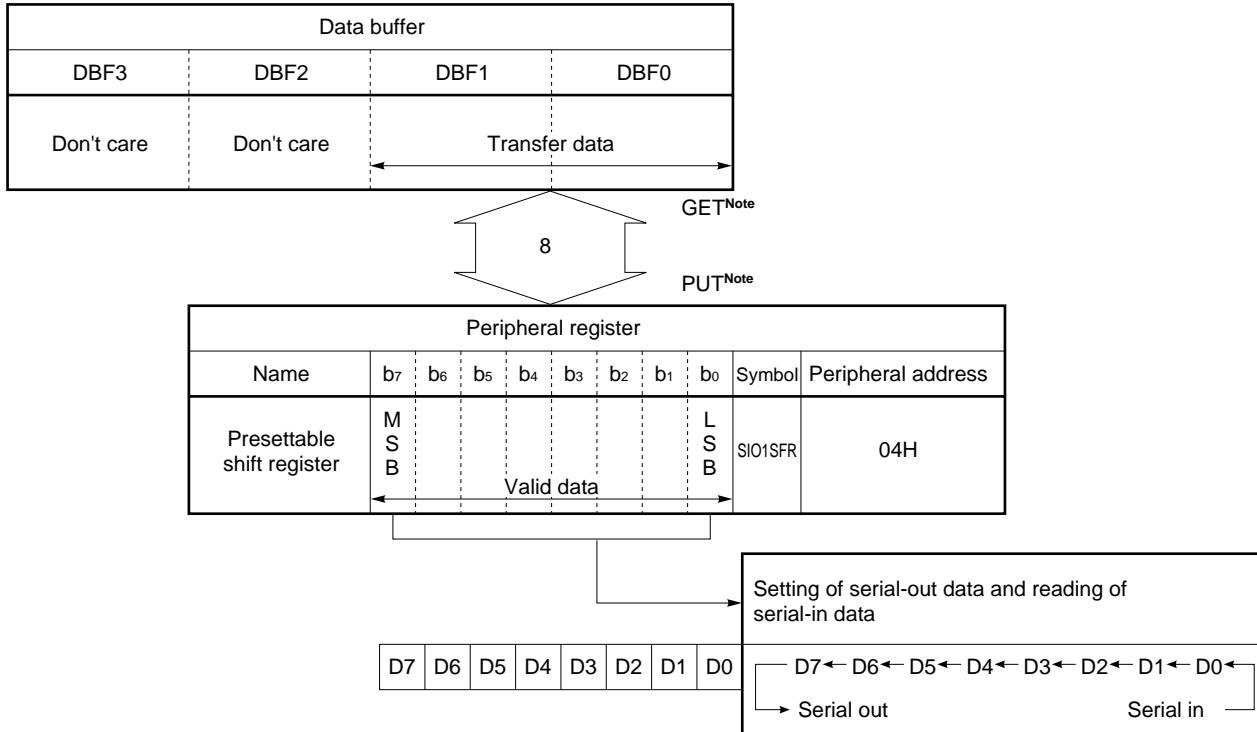 Data buffer
DBF3 DBF2 DBF1 DBF0
Don't care Don't care Transfer data
GETNote
8
PUTNote
Peripheral register
Name b7 b6 b5 b4 b3 b2 b1 b0 Symbol Peripheral address
Presettable
shift register
M
S
B
L
S
B
SIO1SFR
04H
Valid data
Setting of serial-out data and reading of
serial-in data
D7 D6 D5 D4 D3 D2 D1 D0
D7 D6 D5 D4 D3 D2 D1 D0
Serial out Serial in